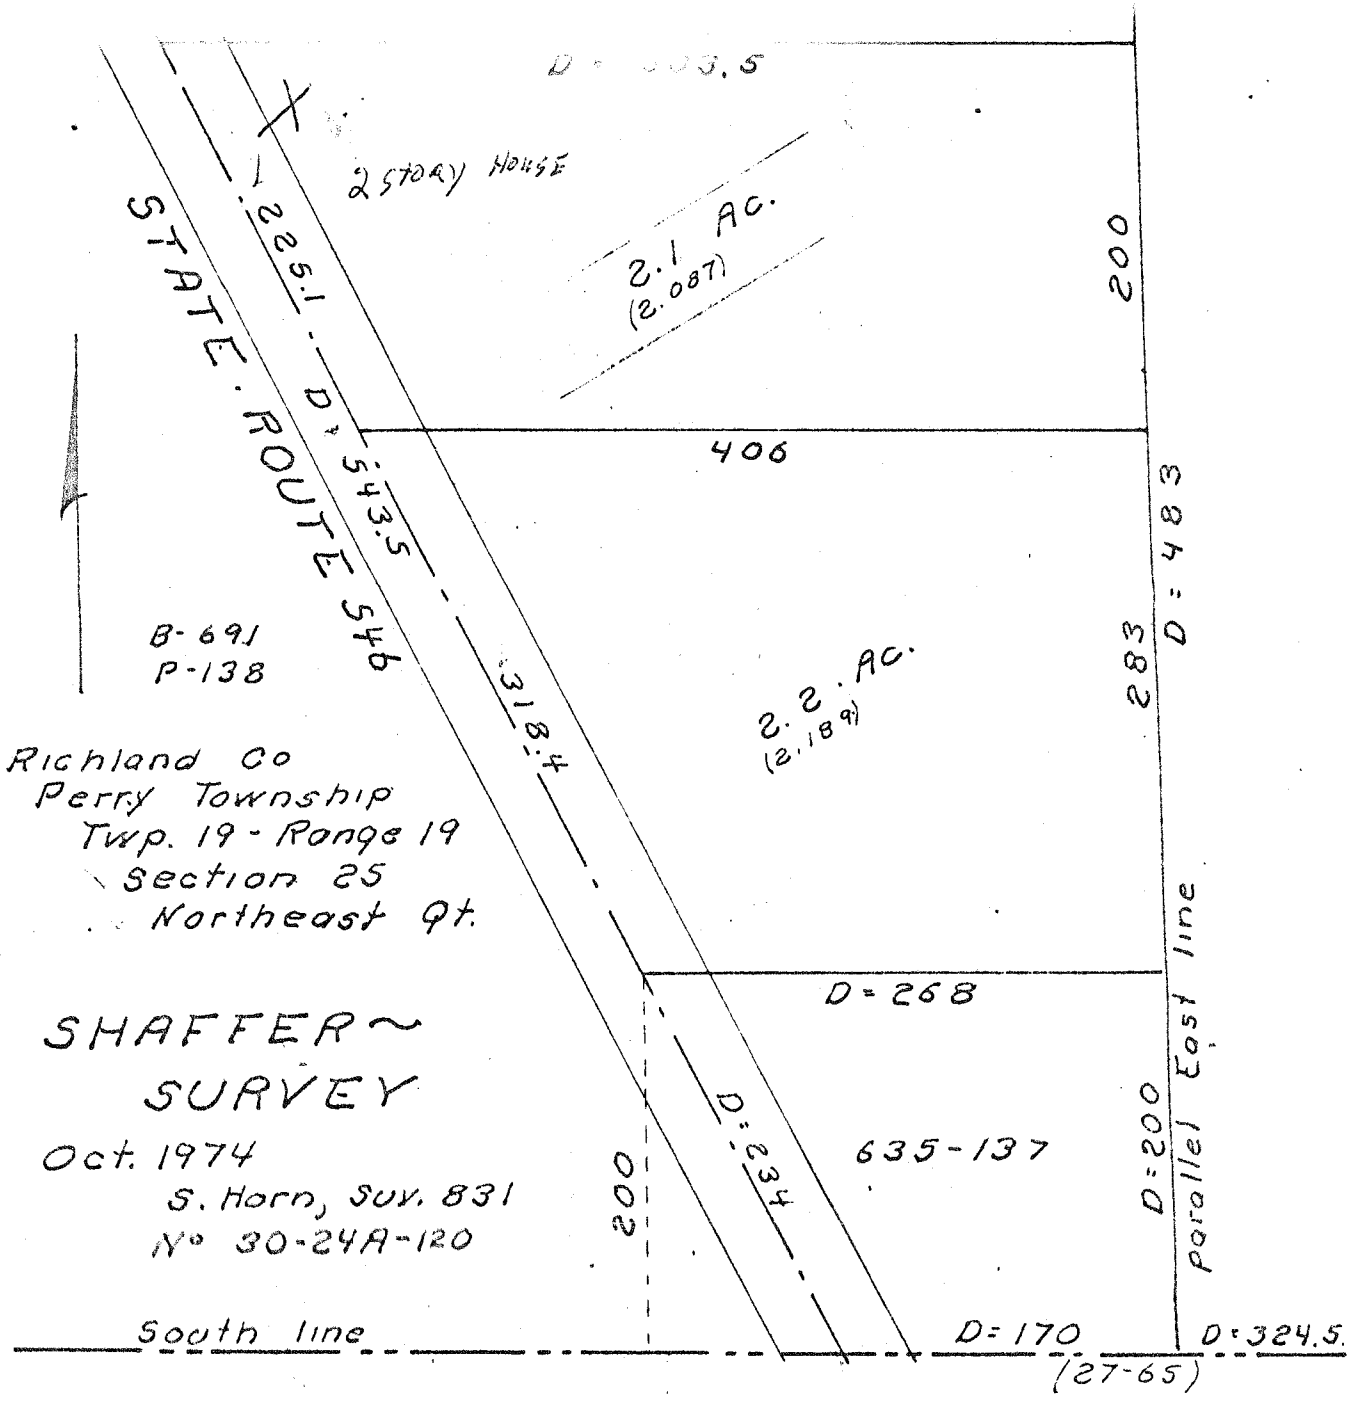 D = 3.5
2 STORY HOUSE
225.1
2.1 AC.
(2.087)
200
STATE ROUTE 546
D = 543.5
406
D = 483
283
B-691
P-138
318.4
2.2 AC.
(2.189)
Richland Co
Perry Township
Twp. 19 - Range 19
Section 25
Northeast Qt.
D = 268
parallel East line
SHAFFER ~
SURVEY
Oct. 1974
S. Horn, Suv. 831
Nº 30-24A-120
200
D = 234
635-137
D = 200
South line
D = 170
D = 324.5
(27-65)